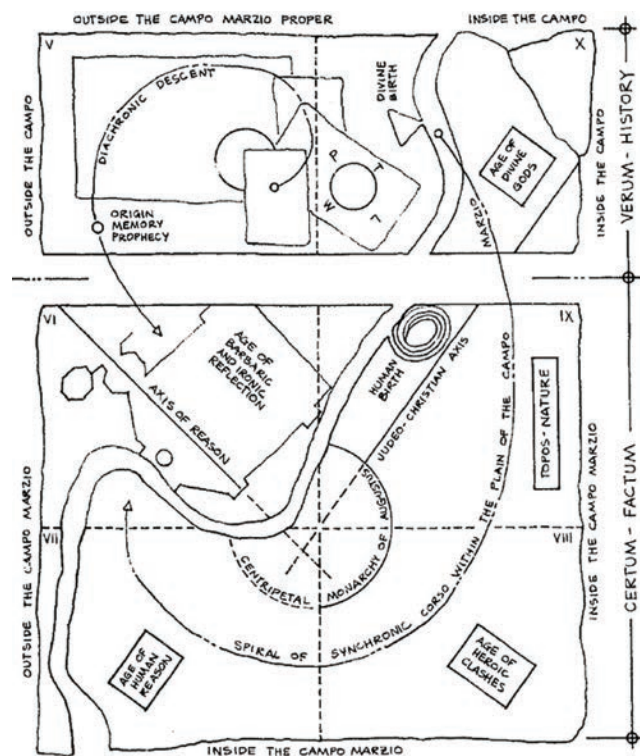 OUTSIDE THE CAMPO MARZIO PROPER
INSIDE THE CAMPO
V
X
OUTSIDE THE CAMPO
DIACHRONIC DESCENT
DIVINE
BIRTH
P
T
L
W
AGE OF
DIVINE
GODS
INSIDE THE CAMPO
VERUM - HISTORY
ORIGIN
MEMORY
PROPHECY
MARZIO
VI
IX
AGE OF
BARBARIC
AND IRONIC
REFLECTION
AXIS OF REASON
HUMAN
BIRTH
JUDEO-CHRISTIAN AXIS
TOPOS - NATURE
VII
VIII
CENTRIPETAL MONARCHY OF AUGUSTUS
SPIRAL OF SYNCHRONIC CORSO WITHIN THE PLAIN OF THE CAMPO
AGE OF
HUMAN
REASON
AGE OF
HEROIC
CLASHES
OUTSIDE THE CAMPO MARZIO
INSIDE THE CAMPO MARZIO
INSIDE THE CAMPO MARZIO
CERTUM - FACTUM